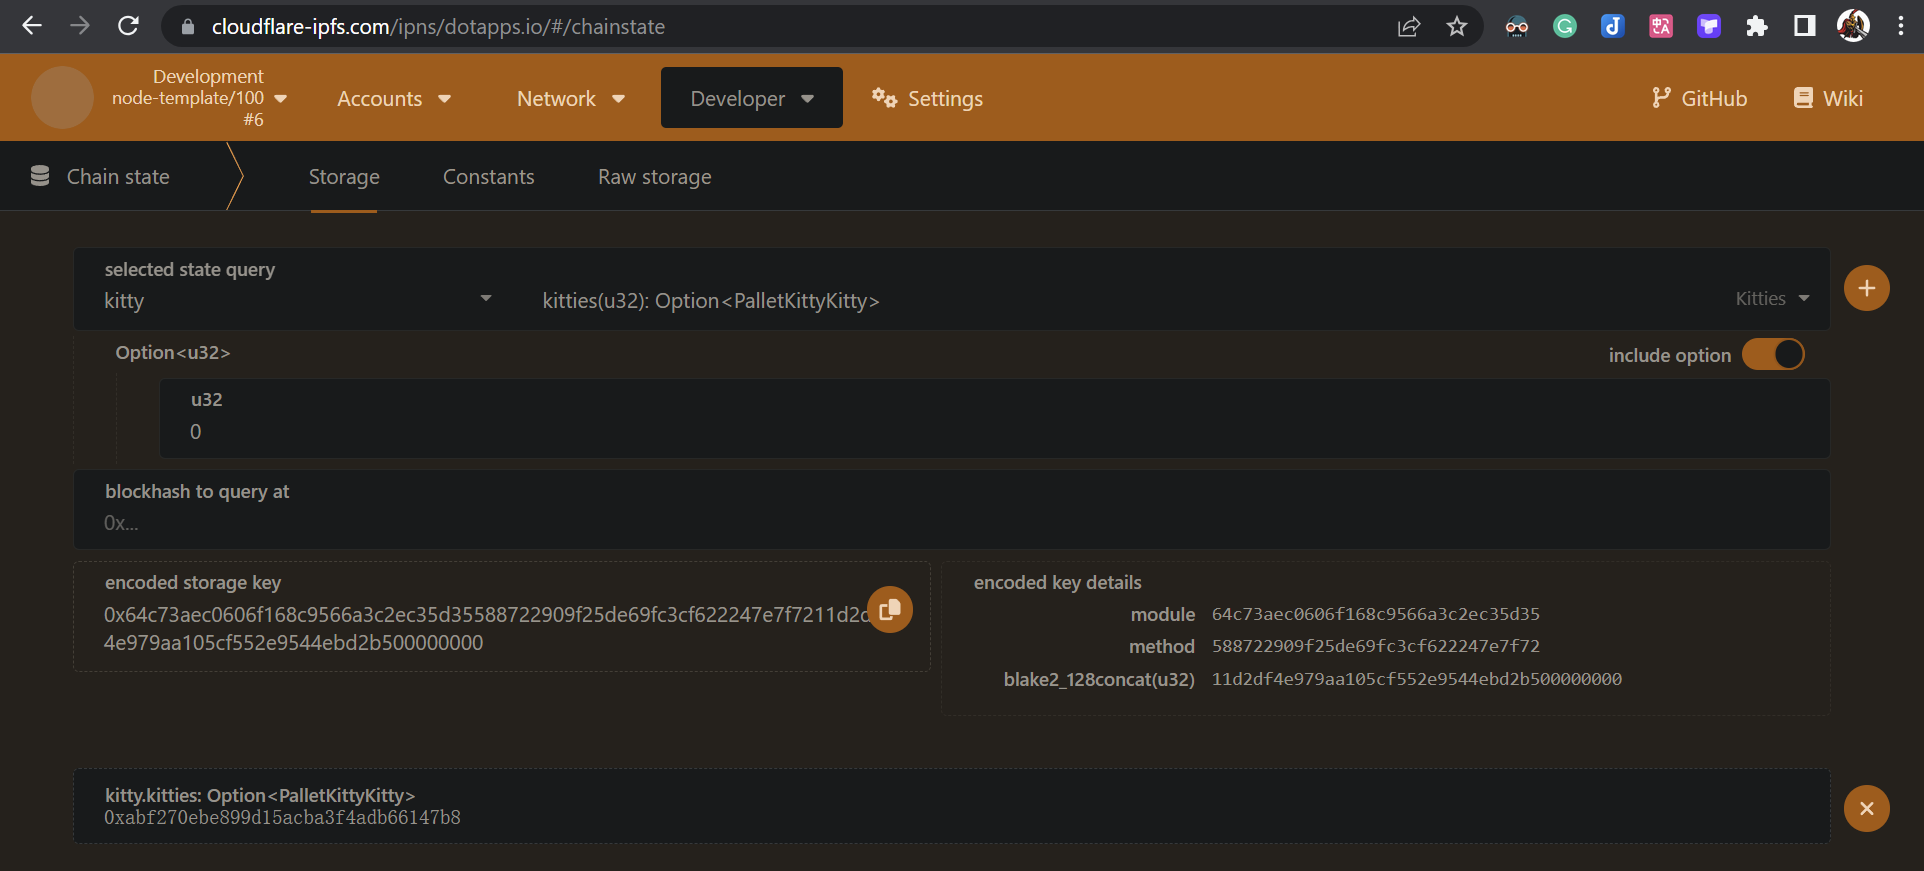 cloudflare-ipfs.com/ipns/dotapps.io/#/chainstate
Development
node-template/100
#6
Accounts
Network
Developer
Settings
GitHub
Wiki
Chain state
Storage
Constants
Raw storage
selected state query
kitty
kitties(u32): Option<PalletKittyKitty>
Kitties
Option<u32>
include option
u32
0
blockhash to query at
0x...
encoded storage key
0x64c73aec0606f168c9566a3c2ec35d35588722909f25de69fc3cf622247e7f7211d2d
4e979aa105cf552e9544ebd2b500000000
encoded key details
module 64c73aec0606f168c9566a3c2ec35d35
method 588722909f25de69fc3cf622247e7f72
blake2_128concat(u32) 11d2df4e979aa105cf552e9544ebd2b500000000
kitty.kitties: Option<PalletKittyKitty>
0xabf270ebe899d15acba3f4adb66147b8